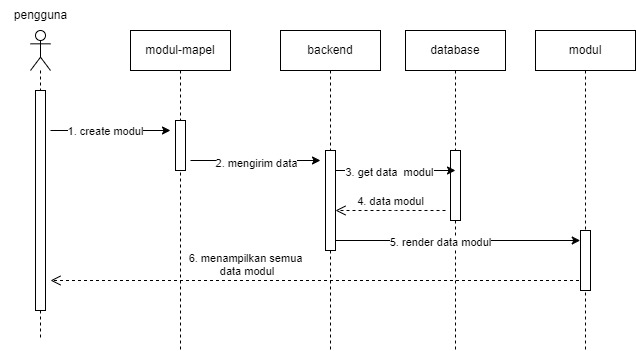 pengguna
modul-mapel
backend
database
modul
1. create modul
2. mengirim data
3. get data  modul
4. data modul
5. render data modul
6. menampilkan semua
data modul